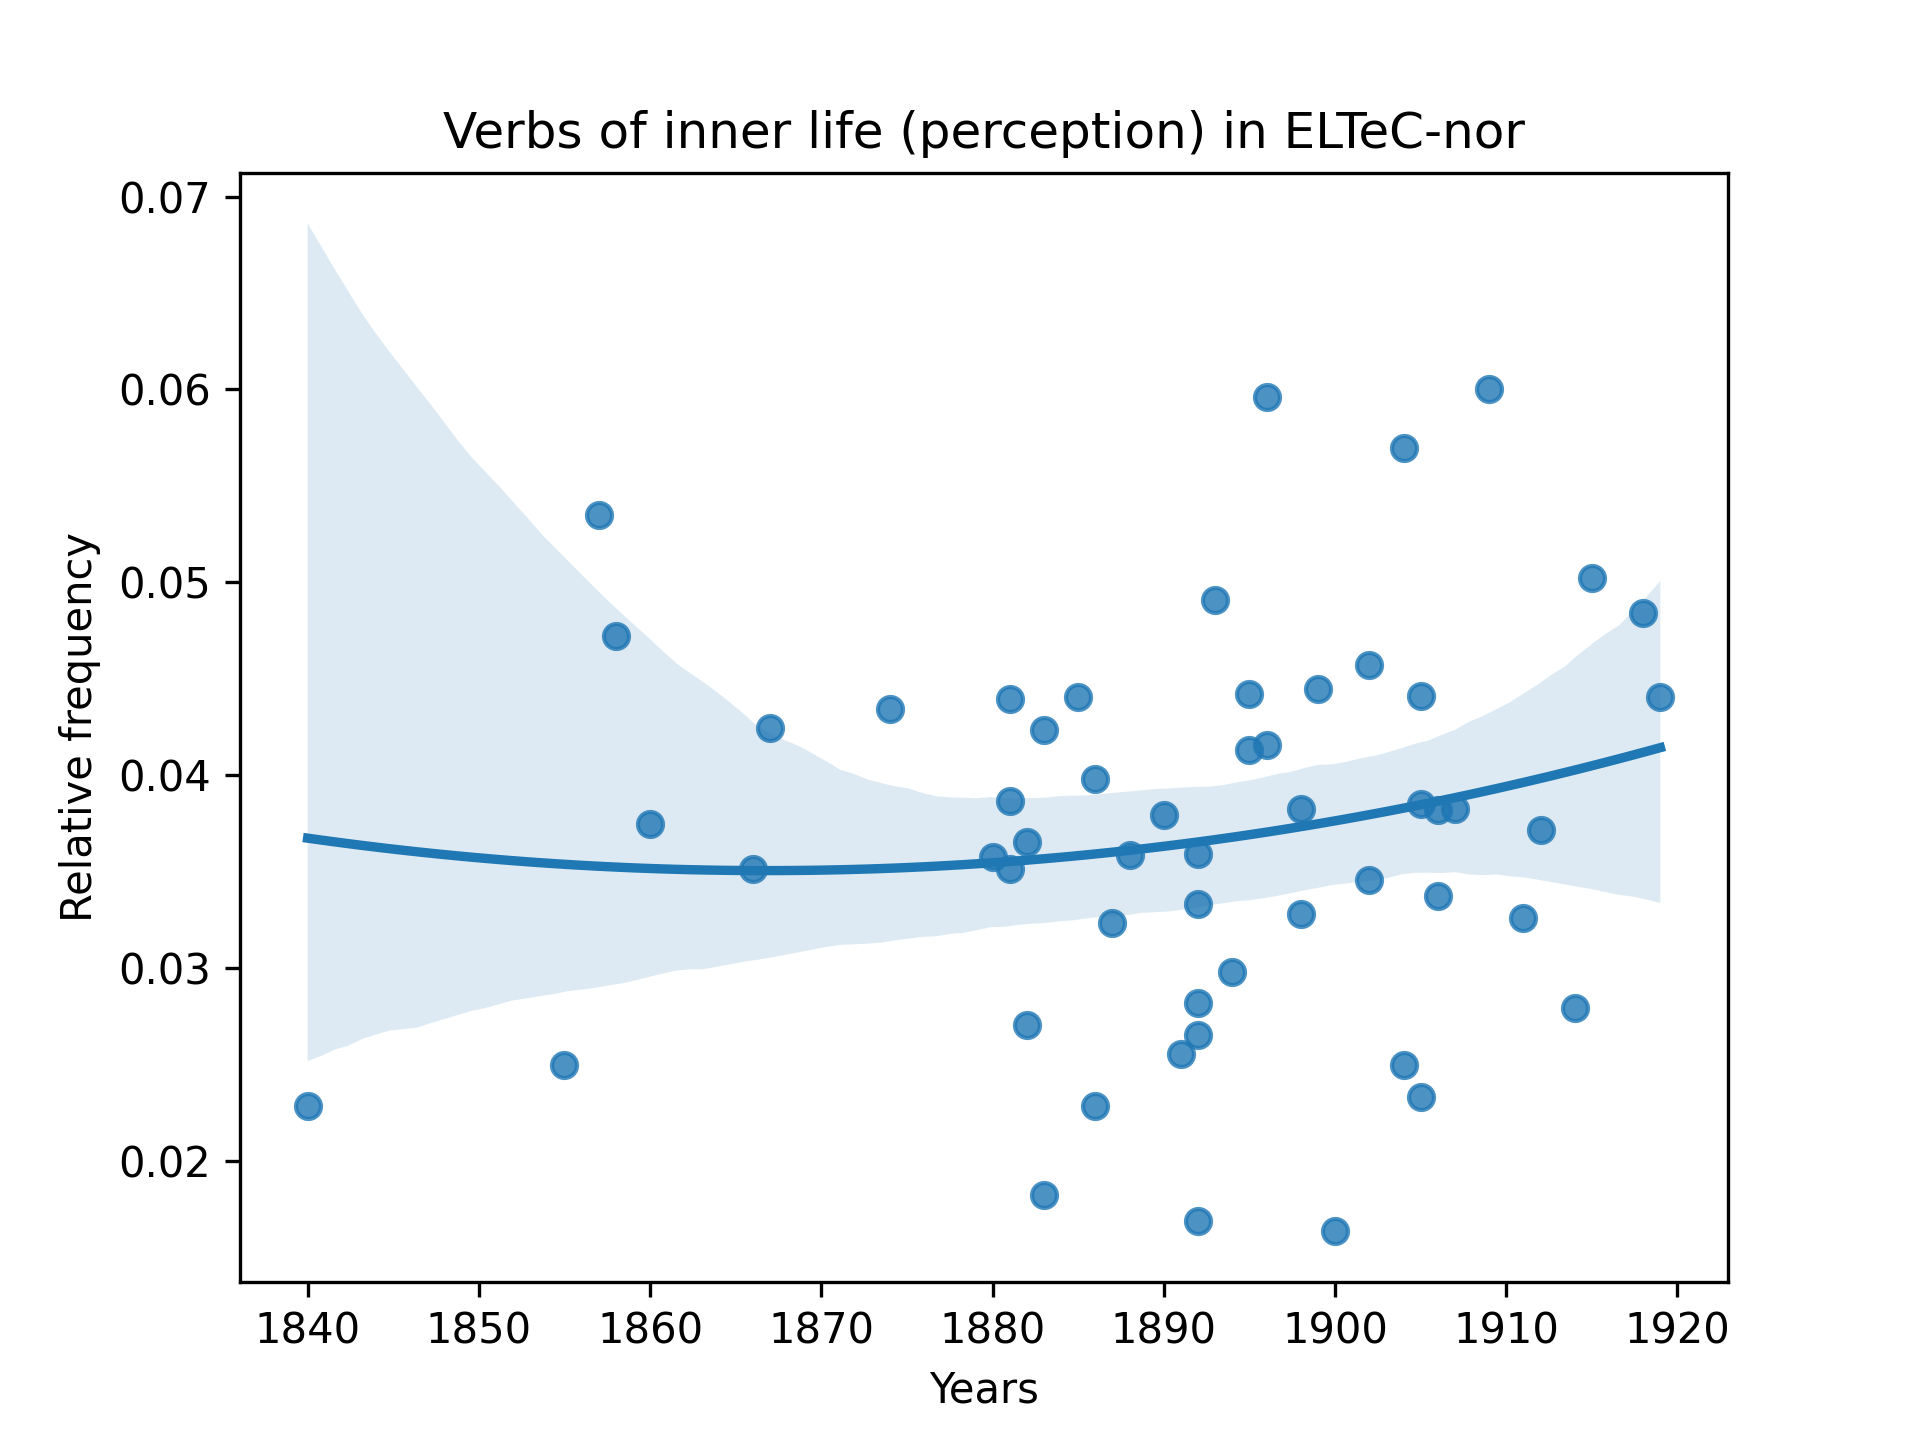 Verbs of inner life (perception) in ELTeC-nor
0.07
0.06
0.05
0.04
0.03
0.02
Relative frequency
1840 1850 1860 1870 1880 1890 1900 1910 1920
Years